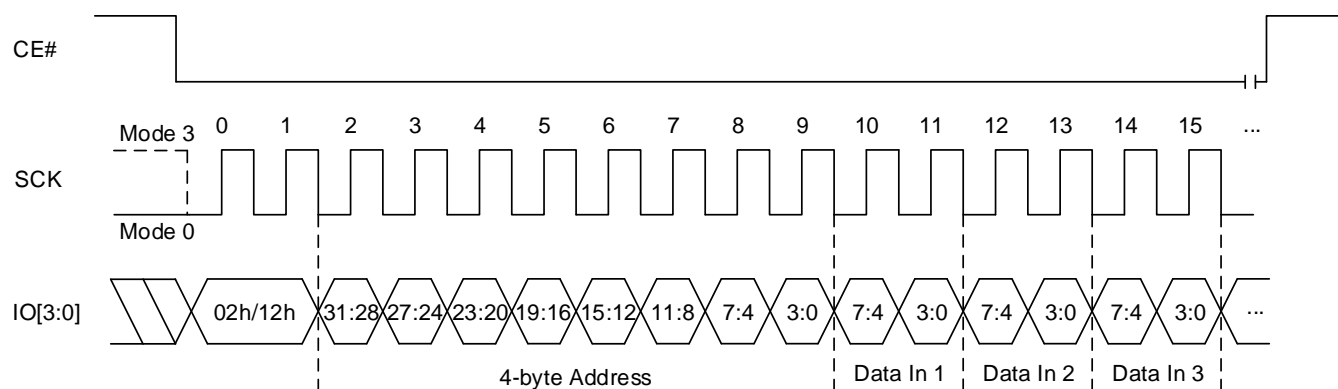 CE#
0 1 2 3 4 5 6 7 8 9 10 11 12 13 14 15 ...
Mode 3
SCK
Mode 0
IO[3:0] 02h/12h 31:28 27:24 23:20 19:16 15:12 11:8 7:4 3:0 7:4 3:0 7:4 3:0 7:4 3:0 ...
4-byte Address Data In 1 Data In 2 Data In 3